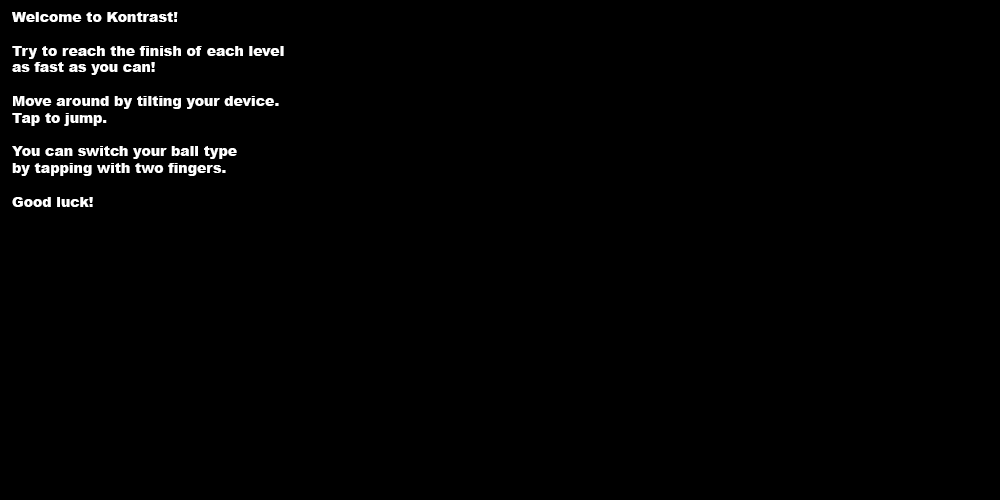 Welcome to Kontrast!
Try to reach the finish of each level
as fast as you can!
Move around by tilting your device.
Tap to jump.
You can switch your ball type
by tapping with two fingers.
Good luck!